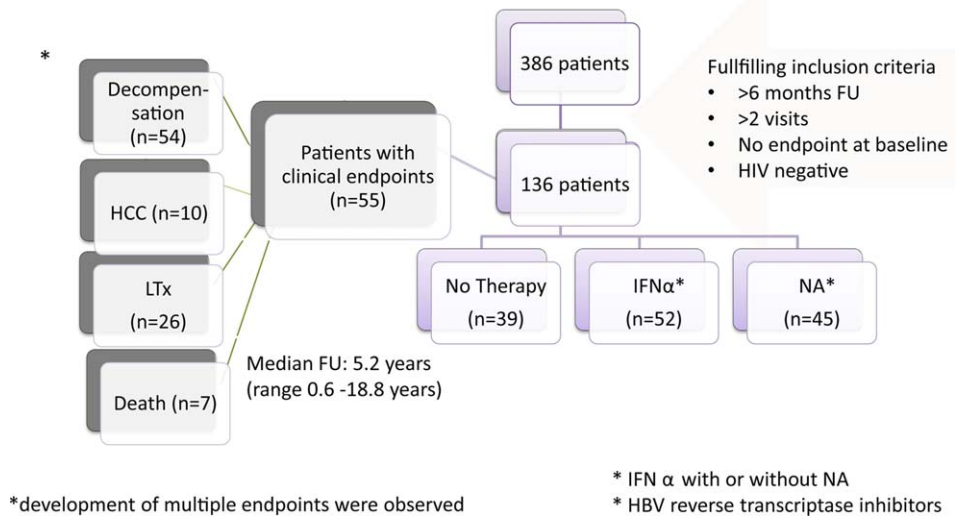 *
Decompen-
sation
(n=54)
HCC (n=10)
LTx
(n=26)
Death (n=7)
Patients with
clinical endpoints
(n=55)
386 patients
136 patients
Fullfilling inclusion criteria
• >6 months FU
• >2 visits
• No endpoint at baseline
• HIV negative
No Therapy
(n=39)
IFNα*
(n=52)
NA*
(n=45)
Median FU: 5.2 years
(range 0.6 -18.8 years)
*development of multiple endpoints were observed
* IFN α with or without NA
* HBV reverse transcriptase inhibitors